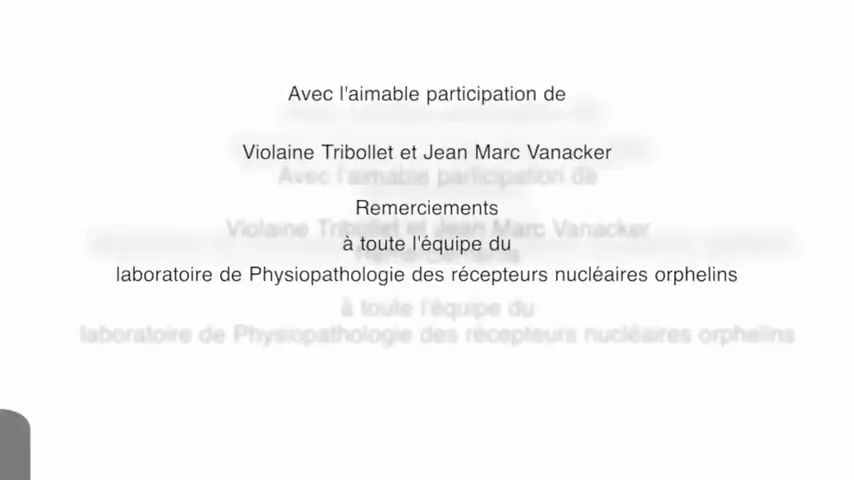 Avec l'aimable participation de
Violaine Tribollet et Jean Marc Vanacker
Remerciements
à toute l'équipe du
laboratoire de Physiopathologie des récepteurs nucléaires orphelins